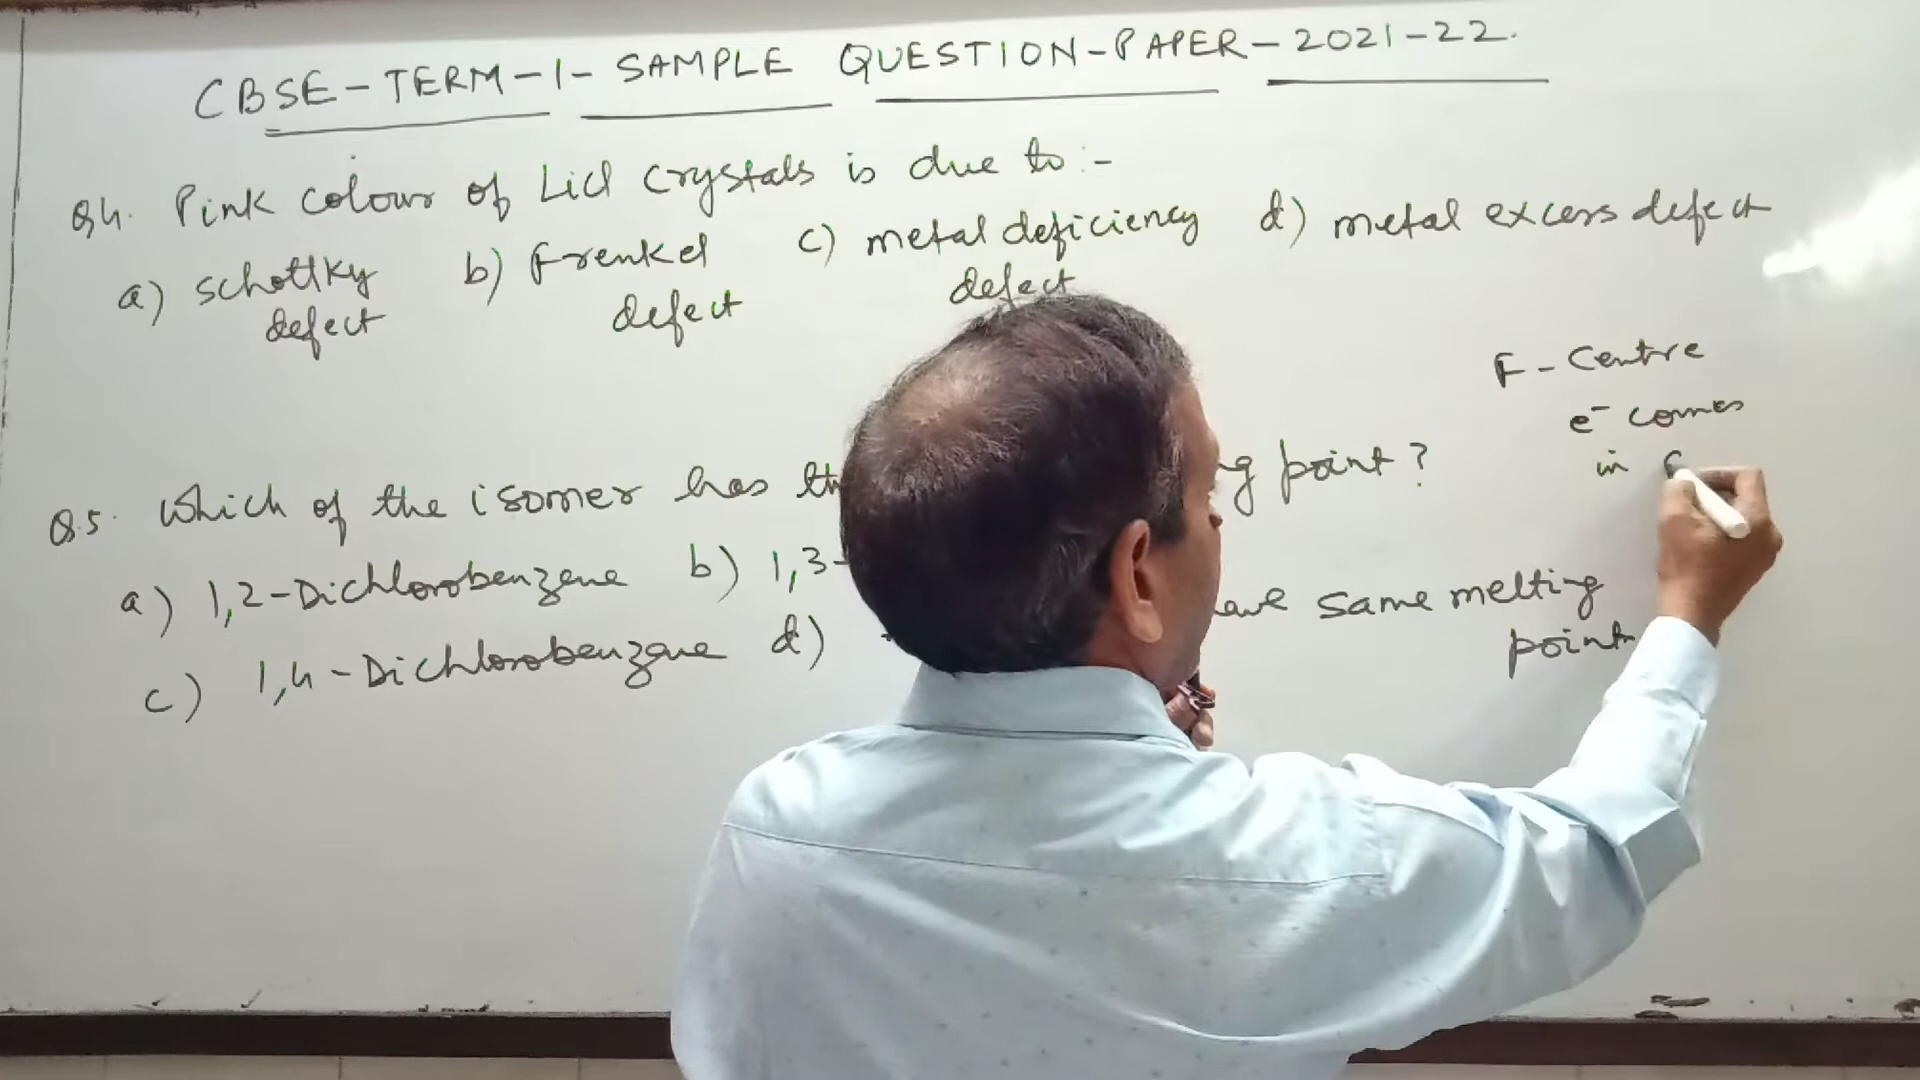 CBSE-TERM-1- SAMPLE QUESTION-PAPER-2021-22.
Q4. Pink colour of Licl crystals is due to :-
a) schottky defect b) Frenkel defect c) metal deficiency defect d) metal excess defect
F-Centre
e⁻ comes
in
Q.5. Which of the isomer has point?
a) 1,2-Dichlorobenzene b) 1,3-
c) 1,4-Dichlorobenzene d) same melting
point